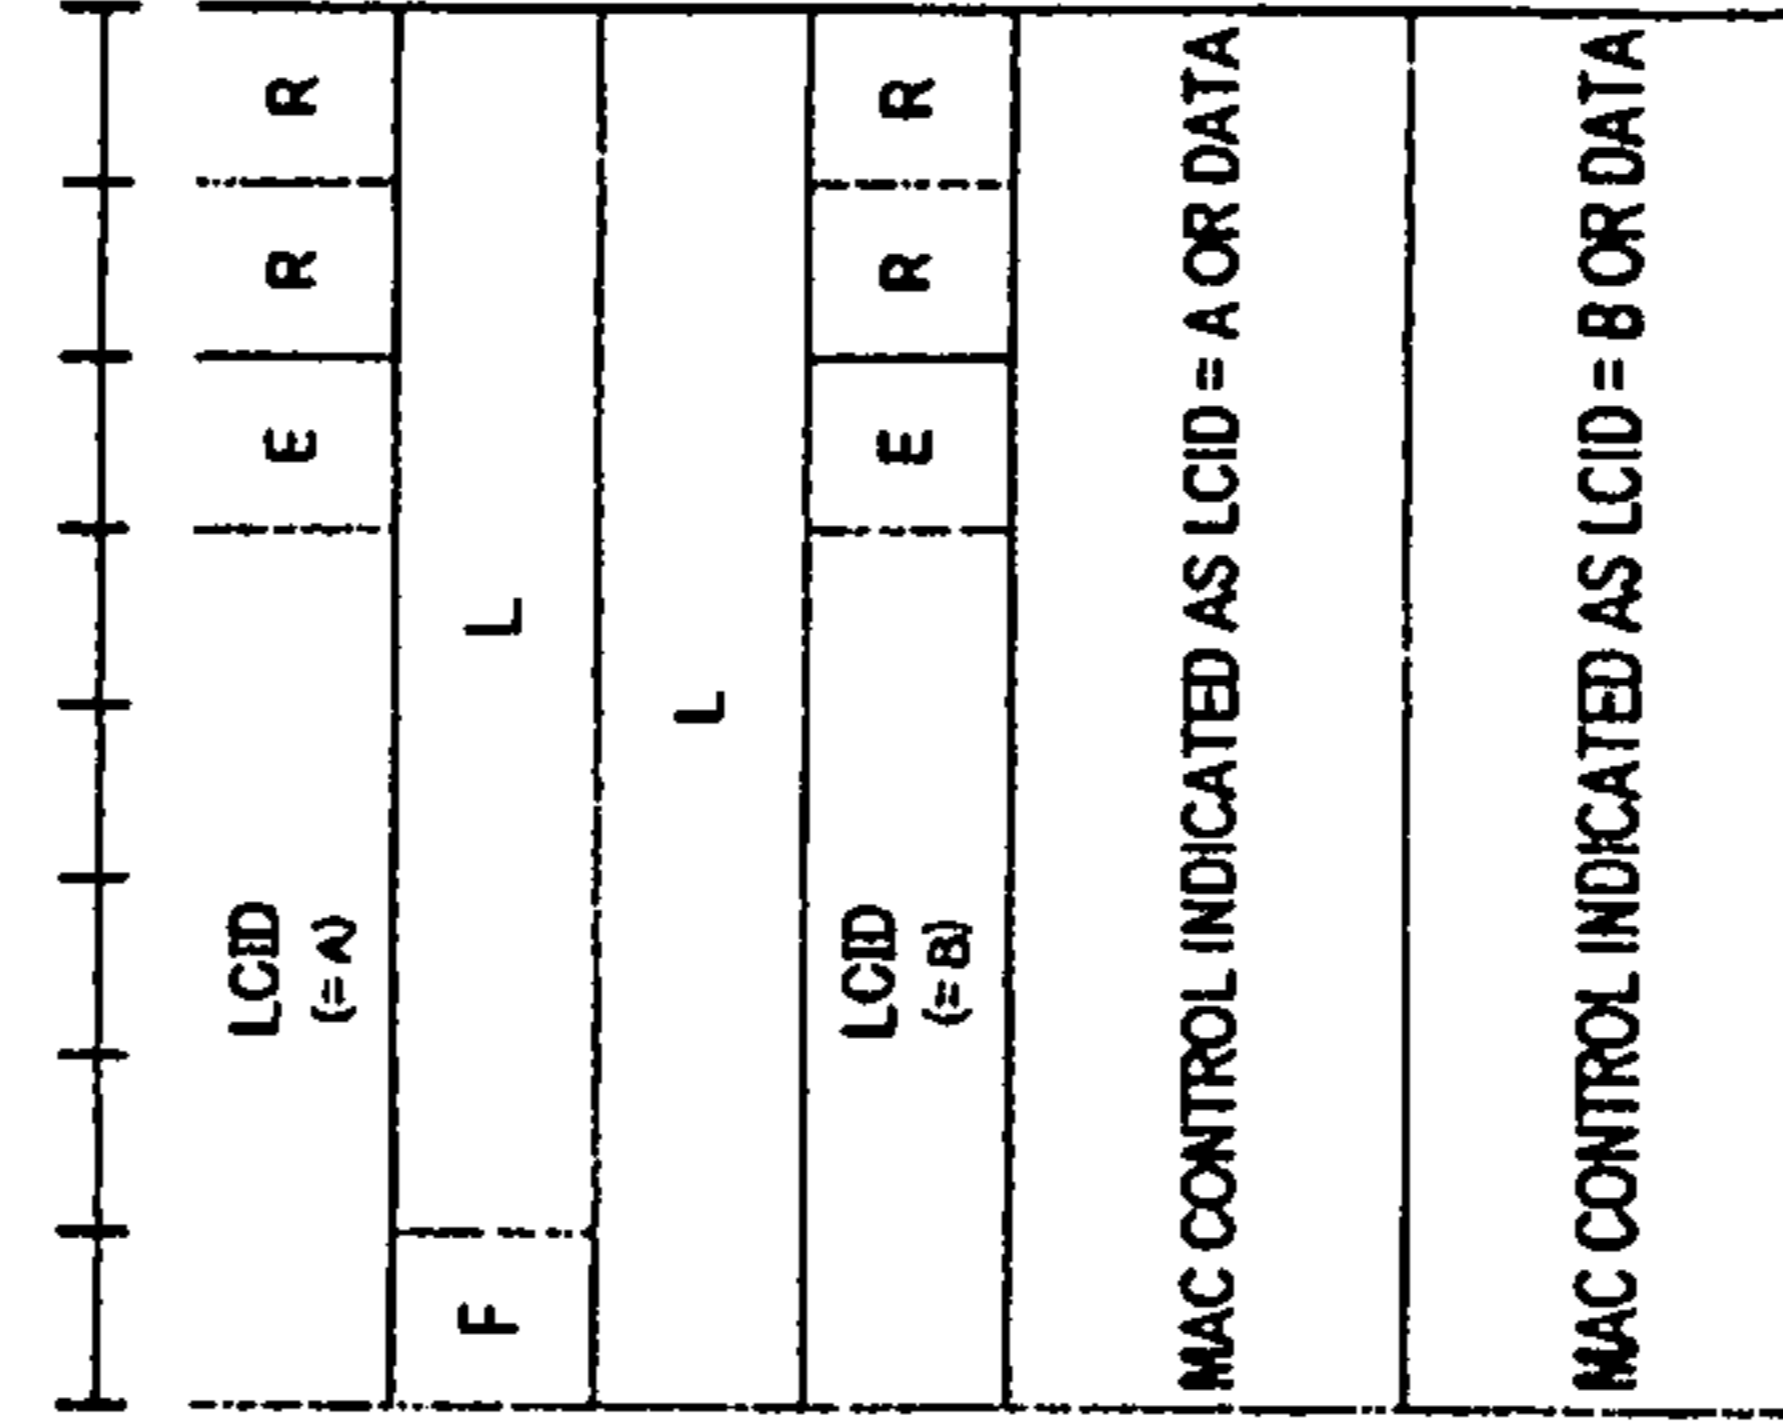 LCID E R R
(= A)
F L
L
LCID E R R
(= B)
MAC CONTROL INDICATED AS LCID = A OR DATA
MAC CONTROL INDICATED AS LCID = B OR DATA